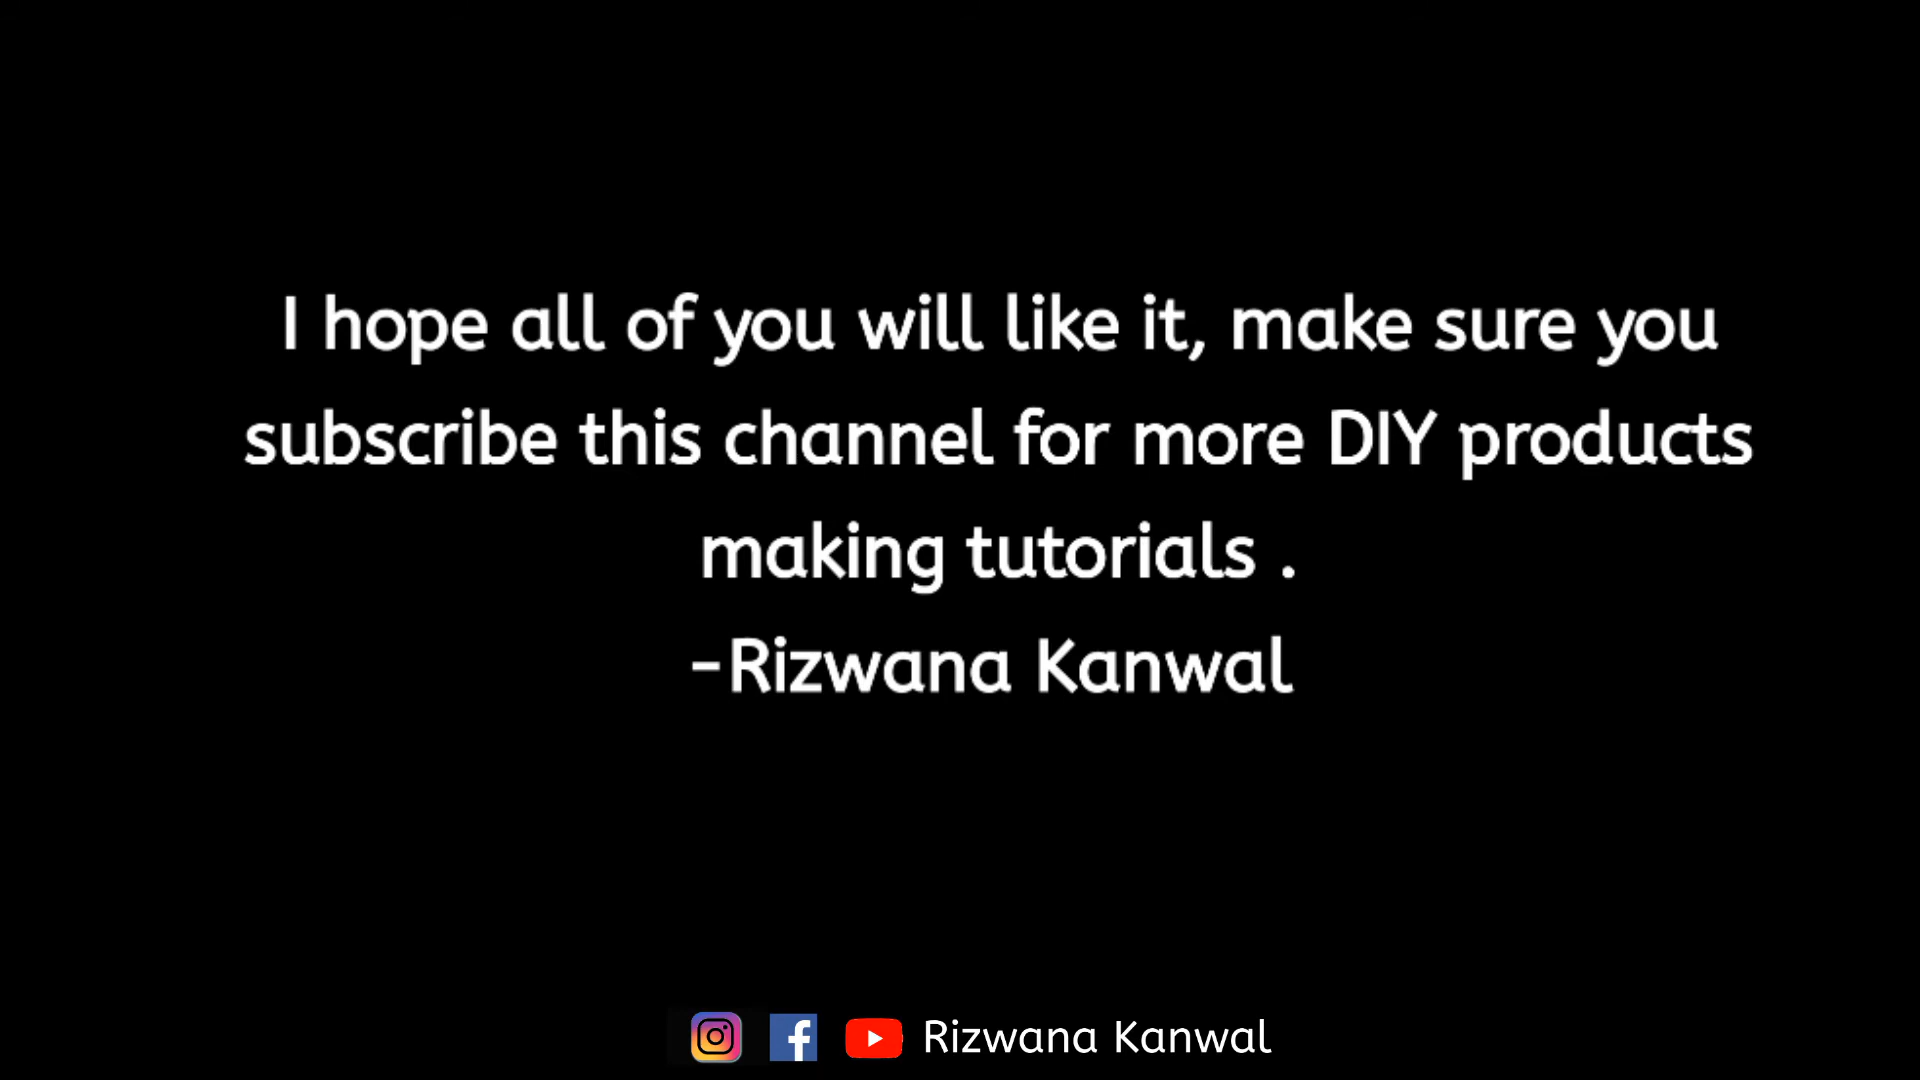 I hope all of you will like it, make sure you
subscribe this channel for more DIY products
making tutorials .
-Rizwana Kanwal
Rizwana Kanwal